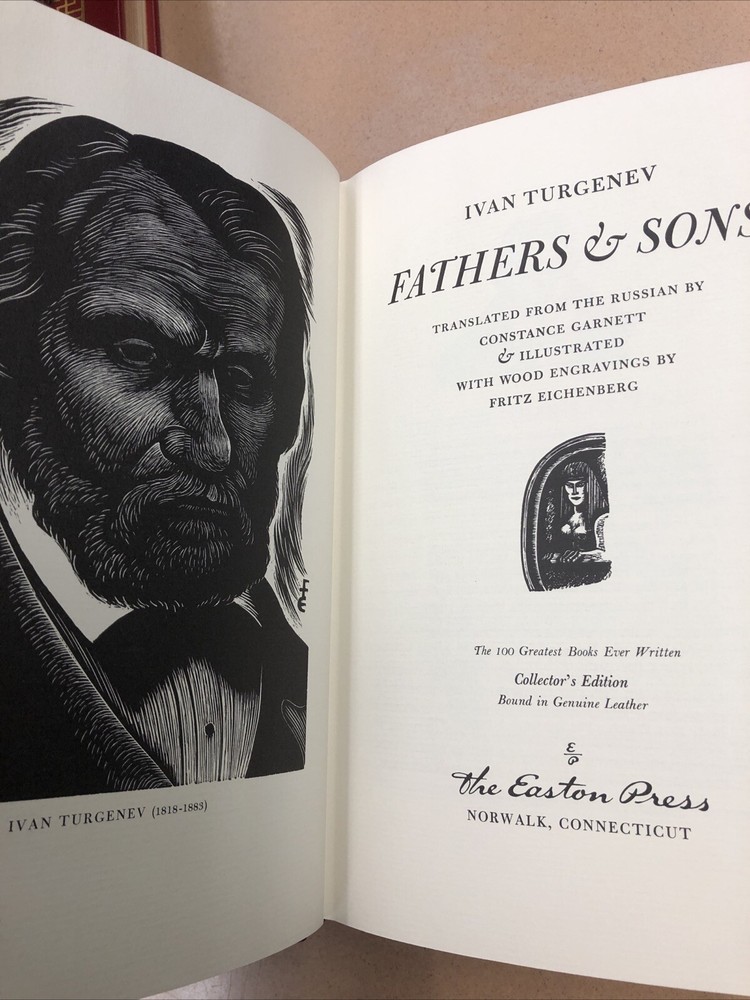 IVAN TURGENEV (1818-1883)
IVAN TURGENEV
FATHERS & SONS
TRANSLATED FROM THE RUSSIAN BY
CONSTANCE GARNETT
& ILLUSTRATED
WITH WOOD ENGRAVINGS BY
FRITZ EICHENBERG
The 100 Greatest Books Ever Written
Collector's Edition
Bound in Genuine Leather
E
P
The Easton Press
NORWALK, CONNECTICUT